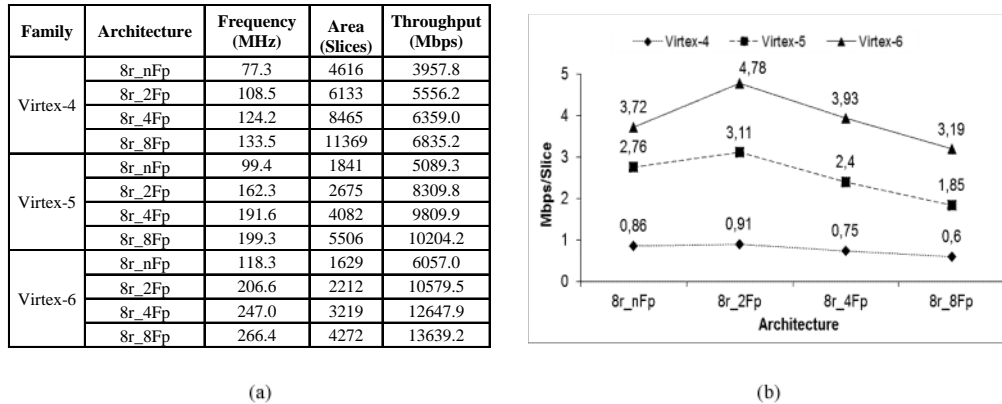 Family Architecture Frequency (MHz) Area (Slices) Throughput (Mbps)
Virtex-4
8r_nFp 77.3 4616 3957.8
8r_2Fp 108.5 6133 5556.2
8r_4Fp 124.2 8465 6359.0
8r_8Fp 133.5 11369 6835.2
Virtex-5
8r_nFp 99.4 1841 5089.3
8r_2Fp 162.3 2675 8309.8
8r_4Fp 191.6 4082 9809.9
8r_8Fp 199.3 5506 10204.2
Virtex-6
8r_nFp 118.3 1629 6057.0
8r_2Fp 206.6 2212 10579.5
8r_4Fp 247.0 3219 12647.9
8r_8Fp 266.4 4272 13639.2
(a)
Virtex-4 Virtex-5 Virtex-6
Mbps/Slice
5
4
3
2
1
0
3,72 4,78 3,93 3,19
2,76 3,11 2,4 1,85
0,86 0,91 0,75 0,6
8r_nFp 8r_2Fp 8r_4Fp 8r_8Fp
Architecture
(b)